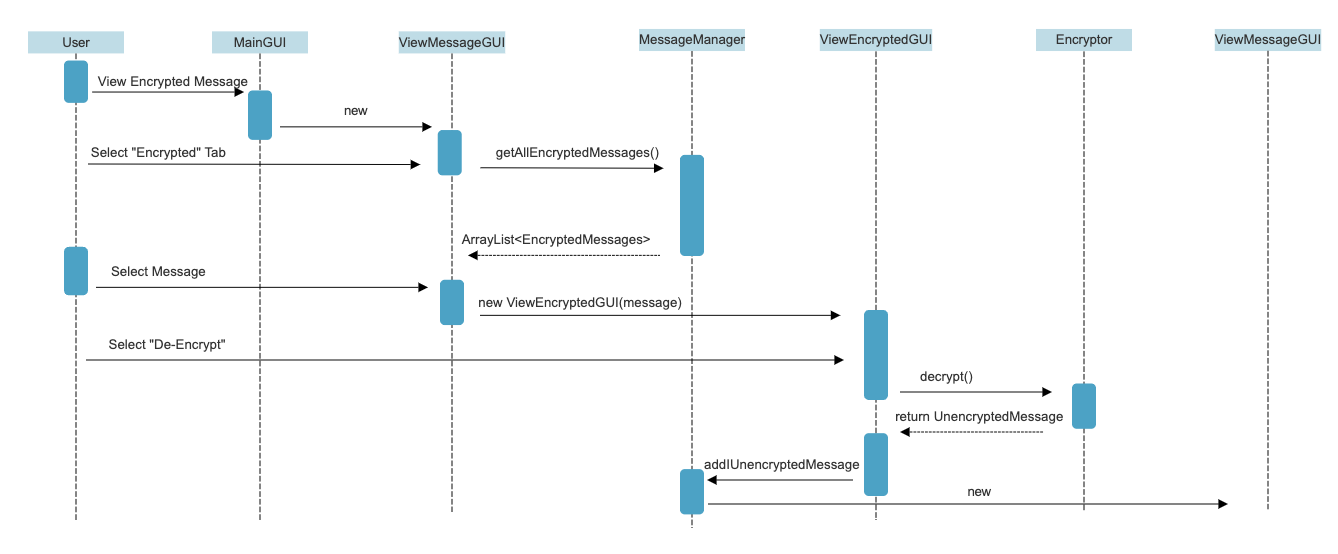 User
MainGUI
ViewMessageGUI
MessageManager
ViewEncryptedGUI
Encryptor
ViewMessageGUI
View Encrypted Message
new
Select "Encrypted" Tab
getAllEncryptedMessages()
ArrayList<EncryptedMessages>
Select Message
new ViewEncryptedGUI(message)
Select "De-Encrypt"
decrypt()
return UnencryptedMessage
addIUnencryptedMessage
new